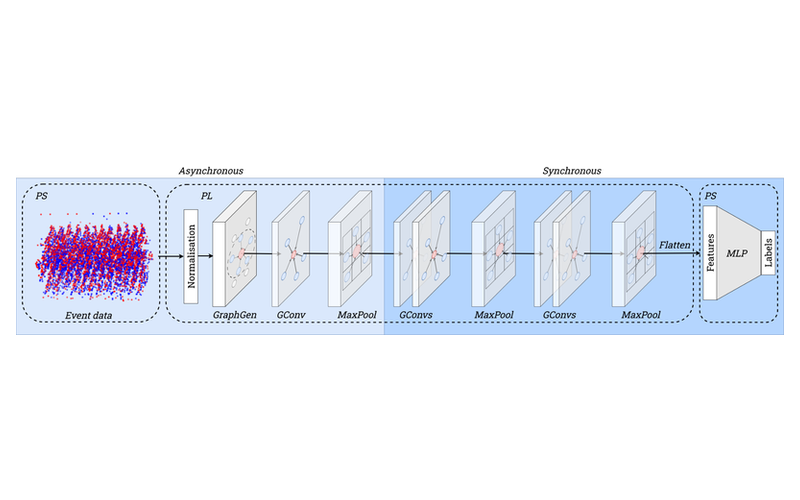 Asynchronous
Synchronous
PS
PL
PS
Normalisation
Flatten
Features
MLP
Labels
Event data
GraphGen
GConv
MaxPool
GConvs
MaxPool
GConvs
MaxPool